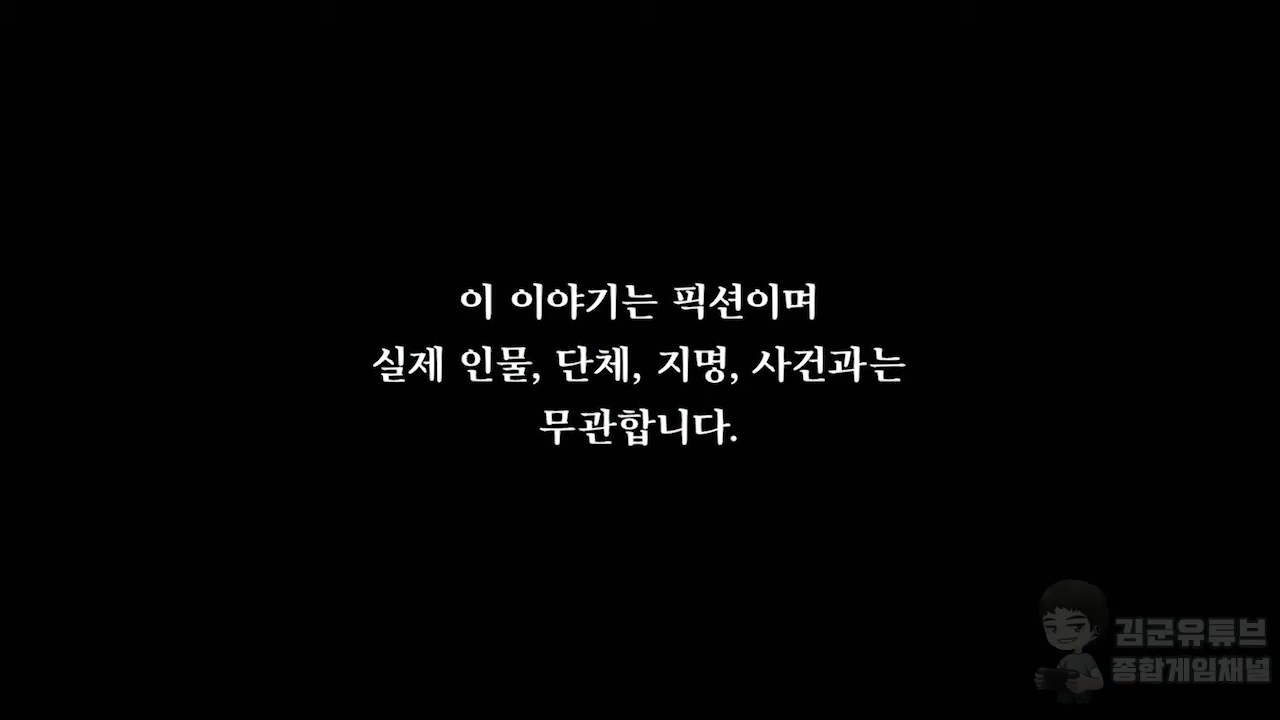 이 이야기는 픽션이며
실제 인물, 단체, 지명, 사건과는
무관합니다.
김군유튜브
종합게임채널